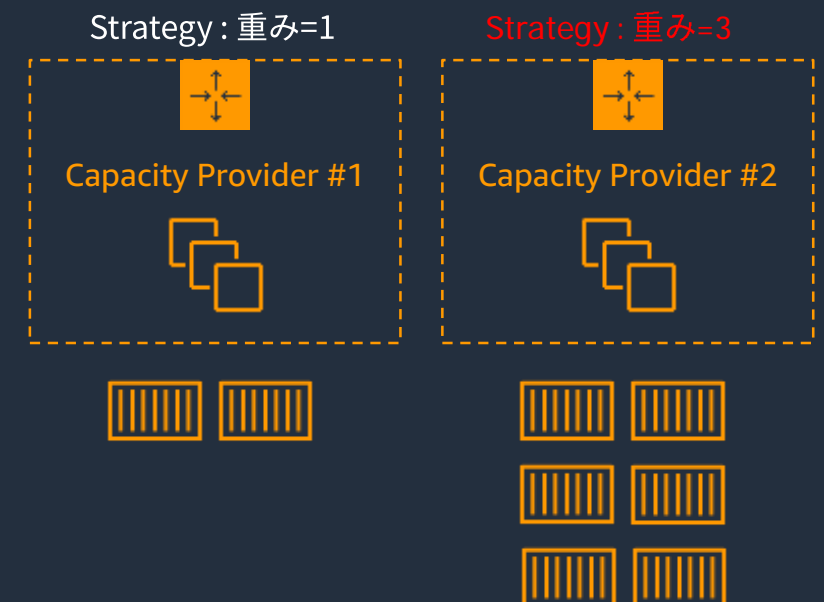 Strategy : 重み=1
Strategy : 重み=3
Capacity Provider #1
Capacity Provider #2